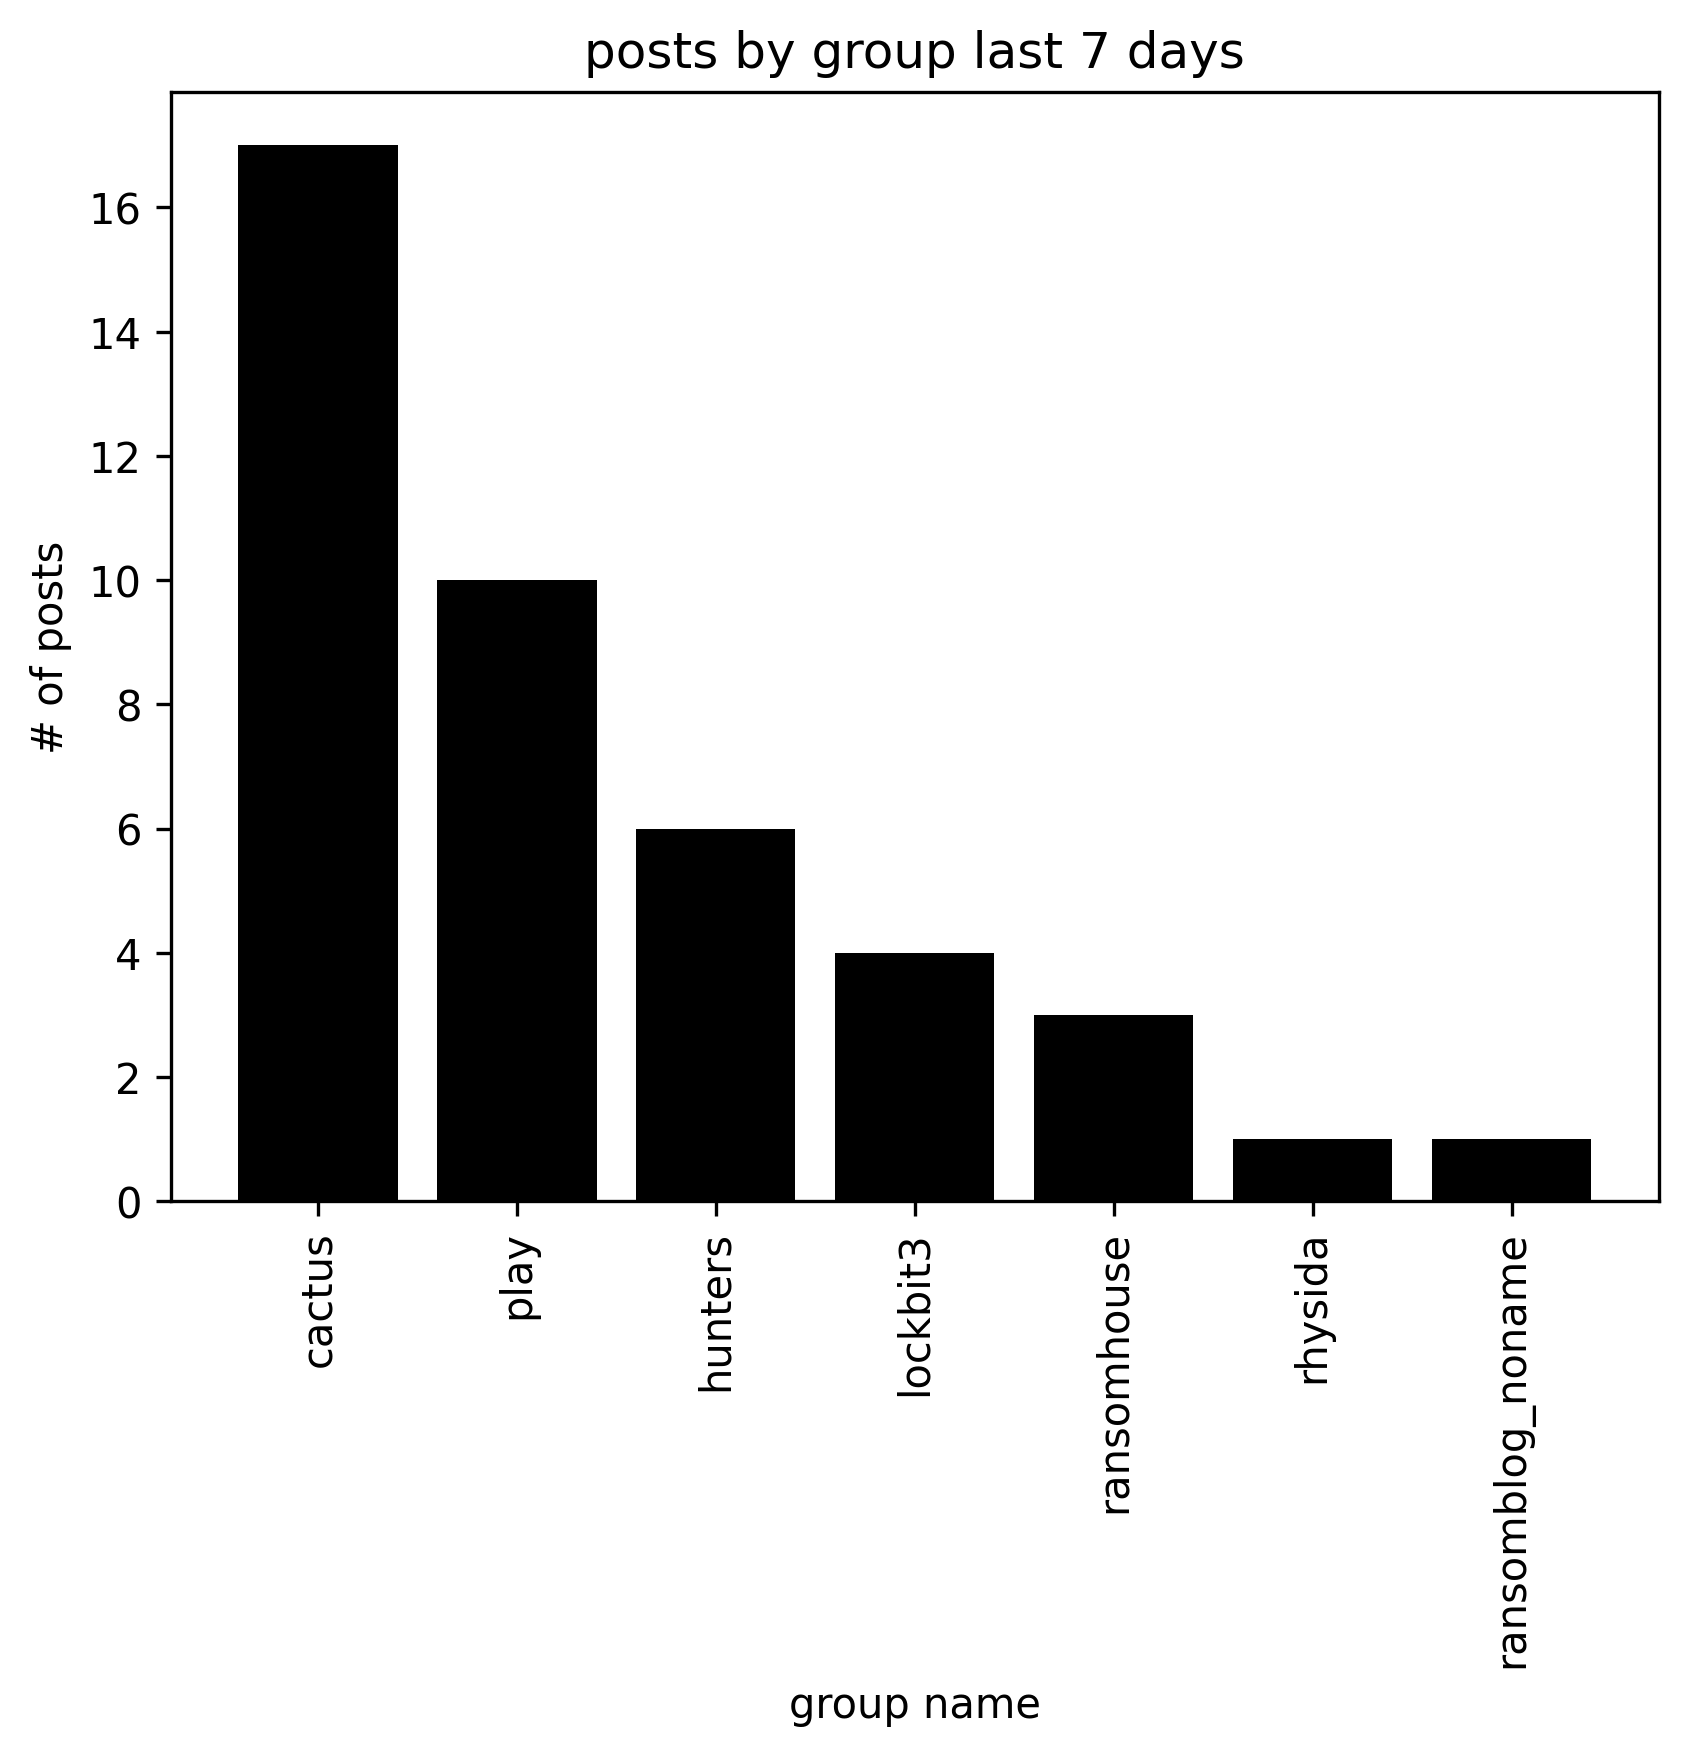 posts by group last 7 days
# of posts
16
14
12
10
8
6
4
2
0
cactus
play
hunters
lockbit3
ransomhouse
rhysida
ransomblog_noname
group name